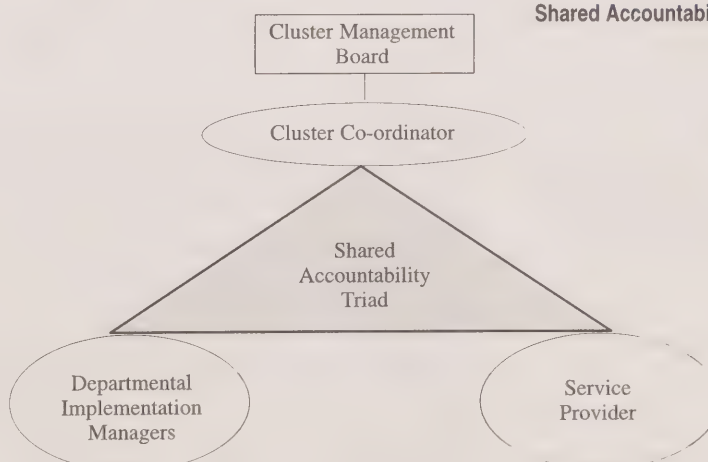 Shared Accountabi
Cluster Management
Board
Cluster Co-ordinator
Shared
Accountability
Triad
Departmental
Implementation
Managers
Service
Provider